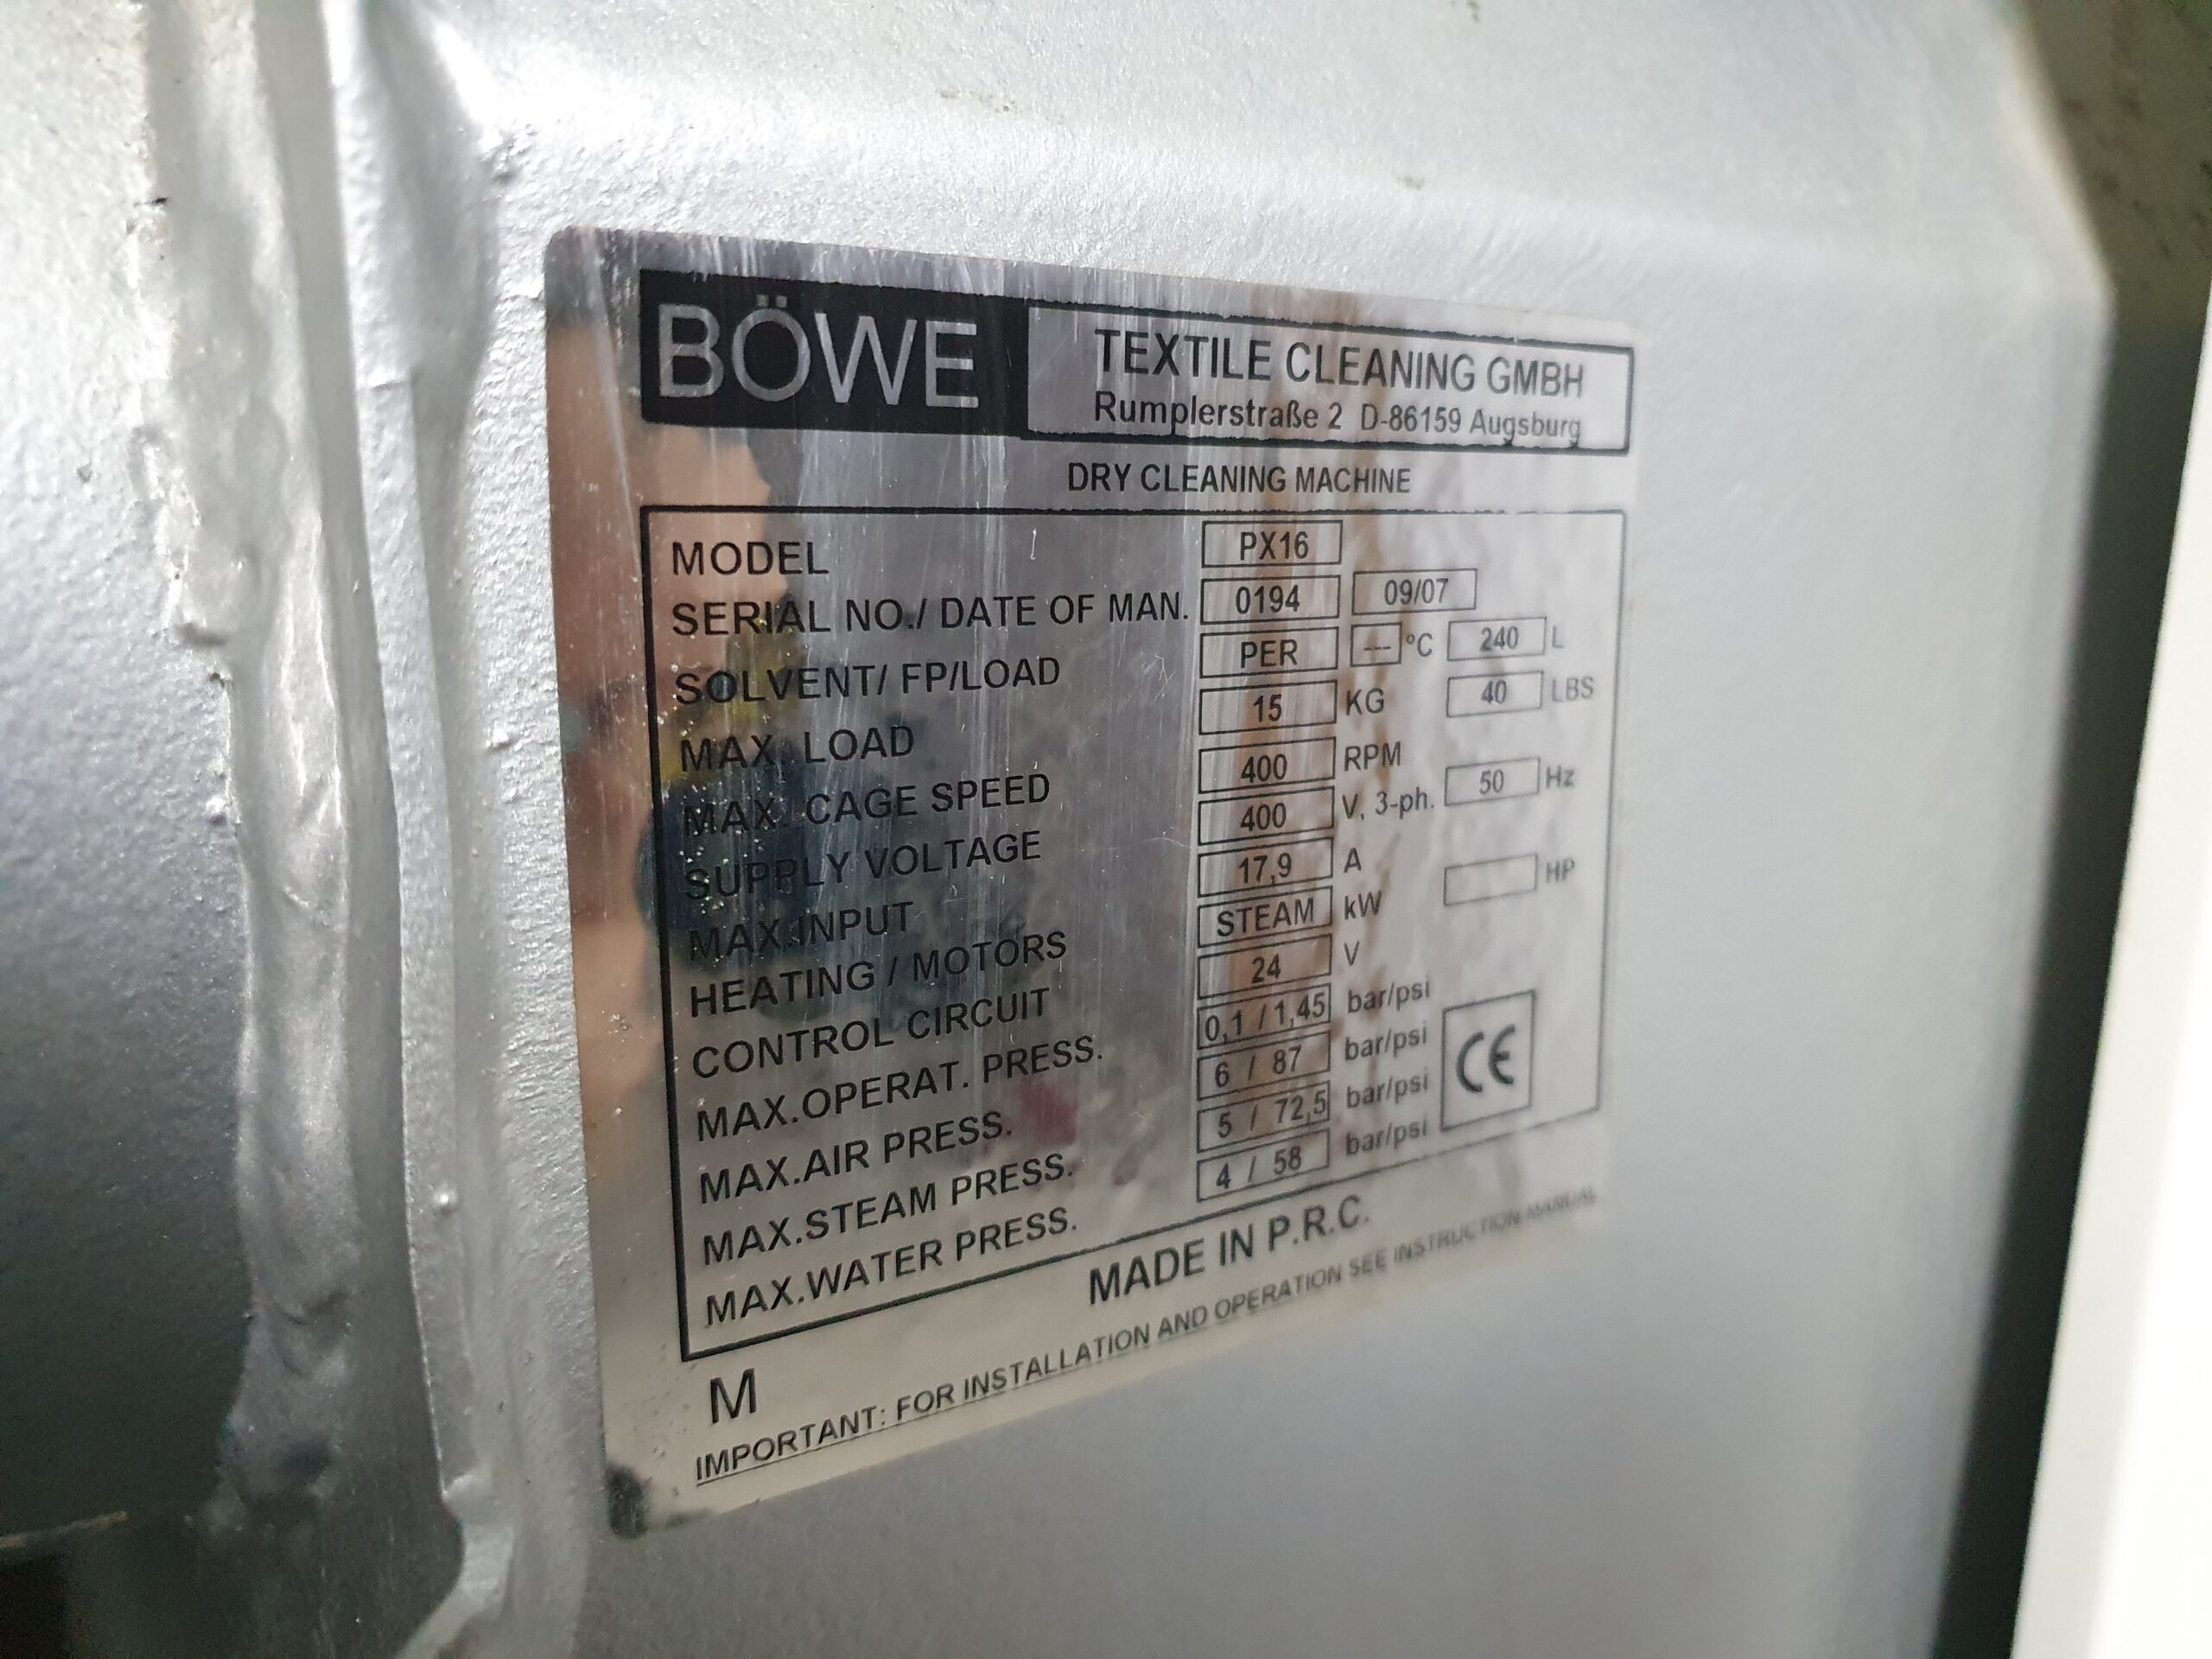 BÖWE
TEXTILE CLEANING GMBH
Rumplerstraße 2 D-86159 Augsburg
DRY CLEANING MACHINE
MODEL PX16
SERIAL NO./ DATE OF MAN. 0194 09/07
SOLVENT/ FP/LOAD PER --- °C 240 L
MAX. LOAD 15 KG 40 LBS
MAX. CAGE SPEED 400 RPM
SUPPLY VOLTAGE 400 V, 3-ph. 50 Hz
MAX.INPUT 17,9 A
HEATING / MOTORS STEAM kW HP
CONTROL CIRCUIT 24 V
MAX.OPERAT. PRESS. 0,1 / 1,45 bar/psi
MAX.AIR PRESS. 6 / 87 bar/psi
MAX.STEAM PRESS. 5 / 72,5 bar/psi
MAX.WATER PRESS. 4 / 58 bar/psi
CE
MADE IN P.R.C.
M
IMPORTANT: FOR INSTALLATION AND OPERATION SEE INSTRUCTION MANUAL